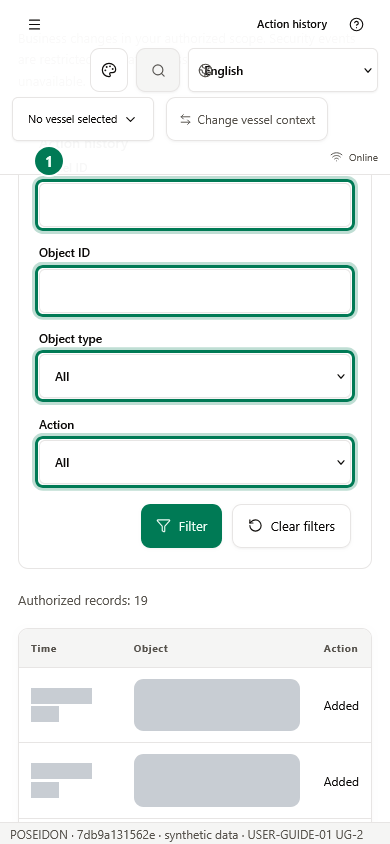 Action history
English
No vessel selected
Change vessel context
Online
1
Object ID
Object type
All
Action
All
Filter
Clear filters
Authorized records: 19
Time Object Action
Added
Added
POSEIDON · 7db9a131562e · synthetic data · USER-GUIDE-01 UG-2